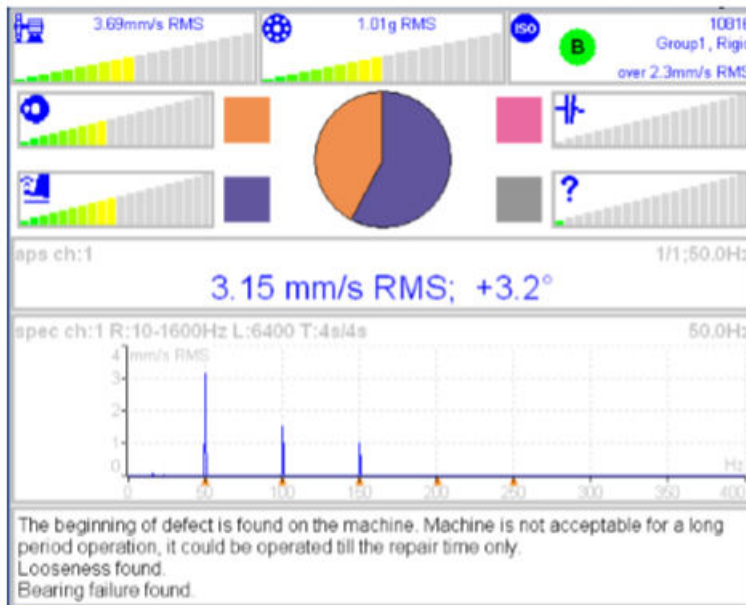 3.69mm/s RMS
1.01g RMS
ISO
10816
B
Group1, Rigid
over 2.3mm/s RMS
?
aps ch:1
1/1;50.0Hz
3.15 mm/s RMS; +3.2°
spec ch:1 R:10-1600Hz L:6400 T:4s/4s
50.0Hz
4
mm/s RMS
3
2
1
0
Hz
0
50
100
150
200
250
300
350
400
The beginning of defect is found on the machine. Machine is not acceptable for a long
period operation, it could be operated till the repair time only.
Looseness found.
Bearing failure found.